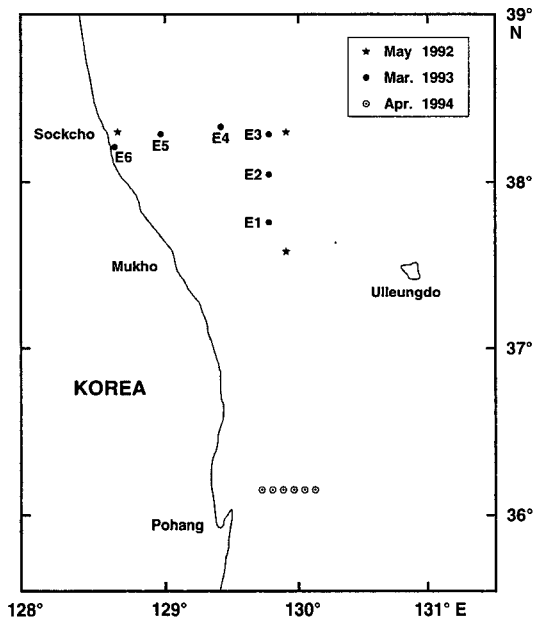 39°
N
★ May 1992
● Mar. 1993
⊙ Apr. 1994
Sockcho
E6
E5
E4
E3
38°
E2
E1
Mukho
Ulleungdo
37°
KOREA
Pohang
36°
128°
129°
130°
131° E